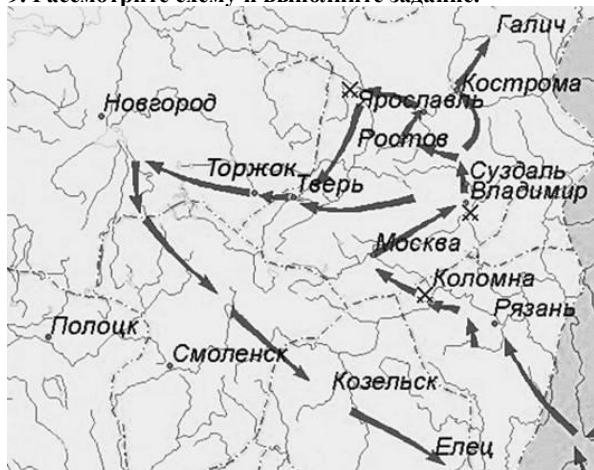 9. Рассмотрите схему и выполните задание.
Галич
Кострома
Новгород
Ярославль
Ростов
Торжок
Тверь
Суздаль
Владимир
Москва
Коломна
Рязань
Полоцк
Смоленск
Козельск
Елец